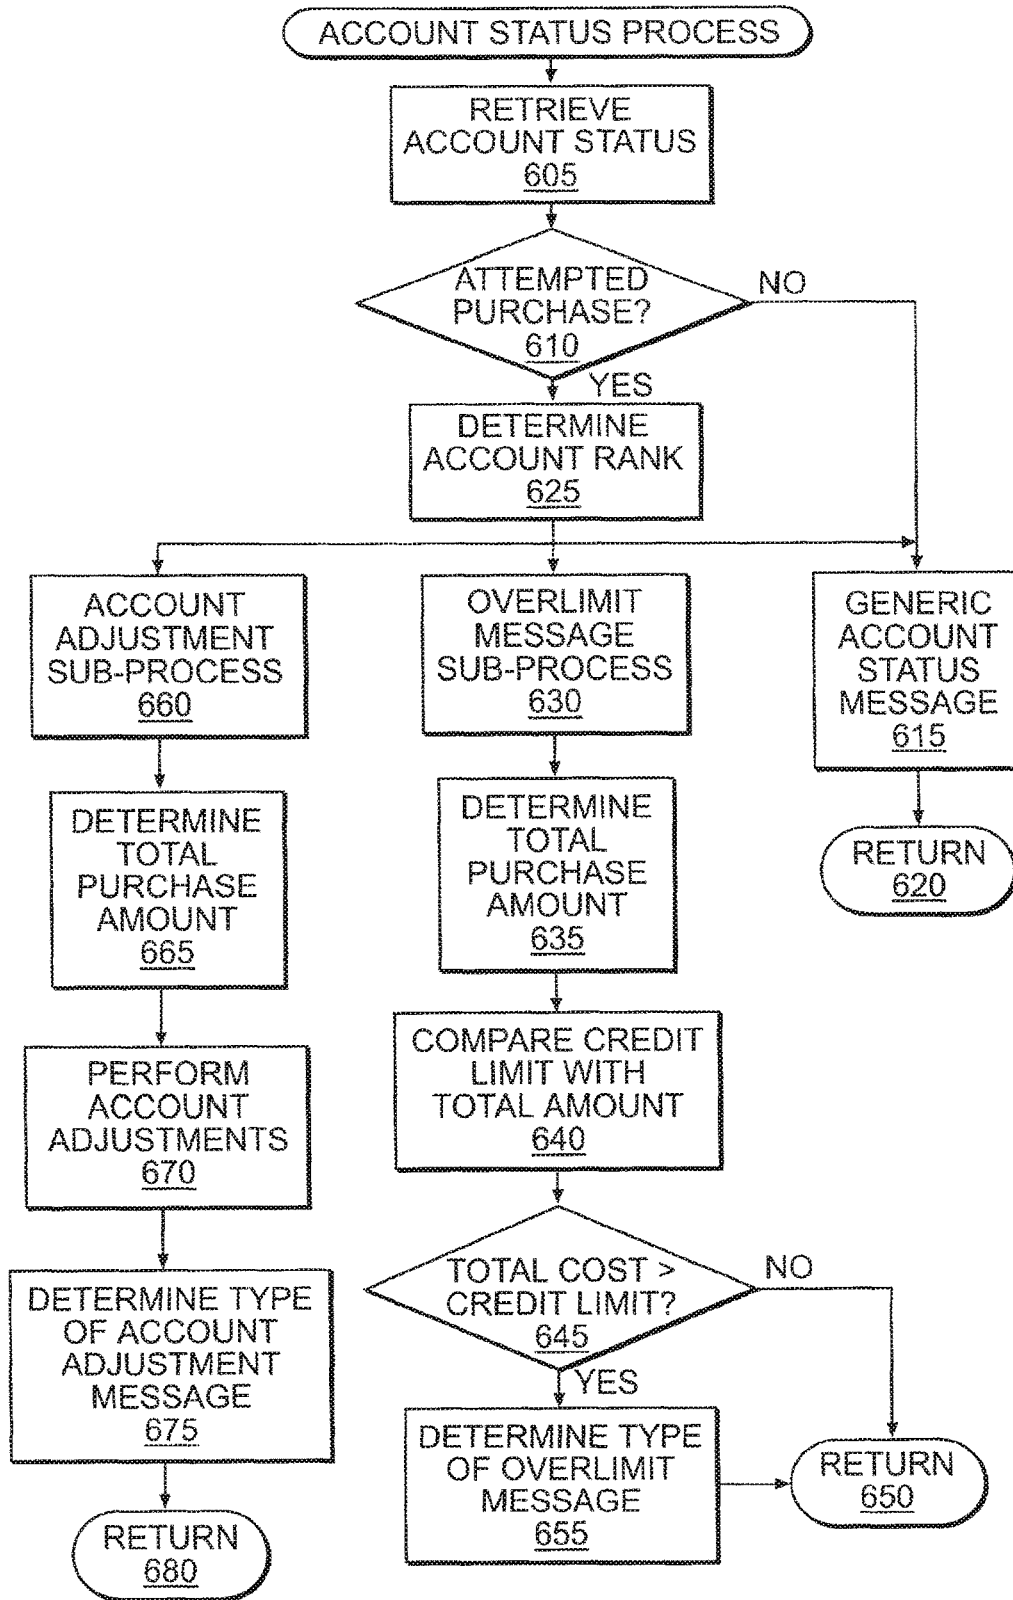 ACCOUNT STATUS PROCESS
RETRIEVE
ACCOUNT STATUS
605
ATTEMPTED
PURCHASE?
610
NO
YES
DETERMINE
ACCOUNT RANK
625
ACCOUNT
ADJUSTMENT
SUB-PROCESS
660
OVERLIMIT
MESSAGE
SUB-PROCESS
630
GENERIC
ACCOUNT
STATUS
MESSAGE
615
DETERMINE
TOTAL
PURCHASE
AMOUNT
665
DETERMINE
TOTAL
PURCHASE
AMOUNT
635
RETURN
620
PERFORM
ACCOUNT
ADJUSTMENTS
670
COMPARE CREDIT
LIMIT WITH
TOTAL AMOUNT
640
DETERMINE TYPE
OF ACCOUNT
ADJUSTMENT
MESSAGE
675
TOTAL COST >
CREDIT LIMIT?
645
NO
YES
DETERMINE TYPE
OF OVERLIMIT
MESSAGE
655
RETURN
650
RETURN
680